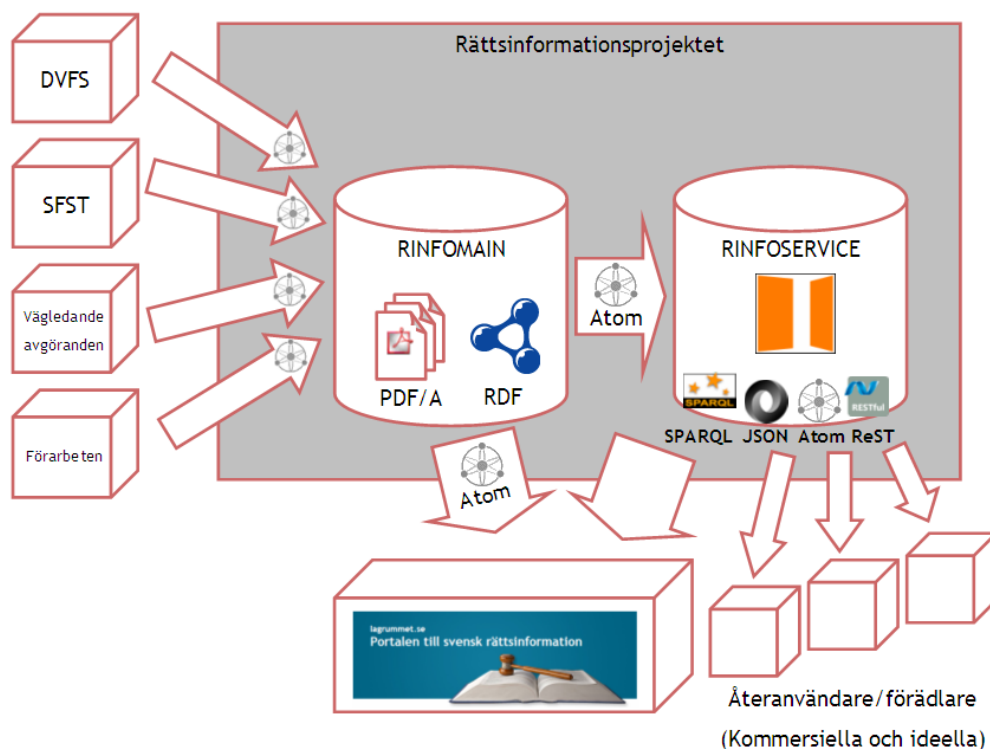 Rättsinformationsprojektet
DVFS
SFST
Vägledande
avgöranden
Förarbeten
RINFOMAIN
PDF/A
RDF
Atom
RINFOSERVICE
SPARQL
RESTful
SPARQL JSON Atom ReST
Atom
lagrummet.se
Portalen till svensk rättsinformation
Återanvändare/förädlare
(Kommersiella och ideella)